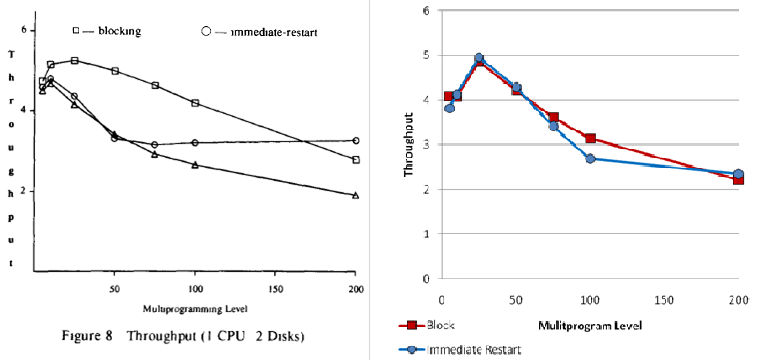 6
— blocking
— immediate-restart
Throughput
4
2
50
100
200
Multiprogramming Level
Figure 8 Throughput (1 CPU 2 Disks)
6
5
4
3
2
1
0
Throughput
0
50
100
150
200
Mulitprogram Level
Block
Immediate Restart